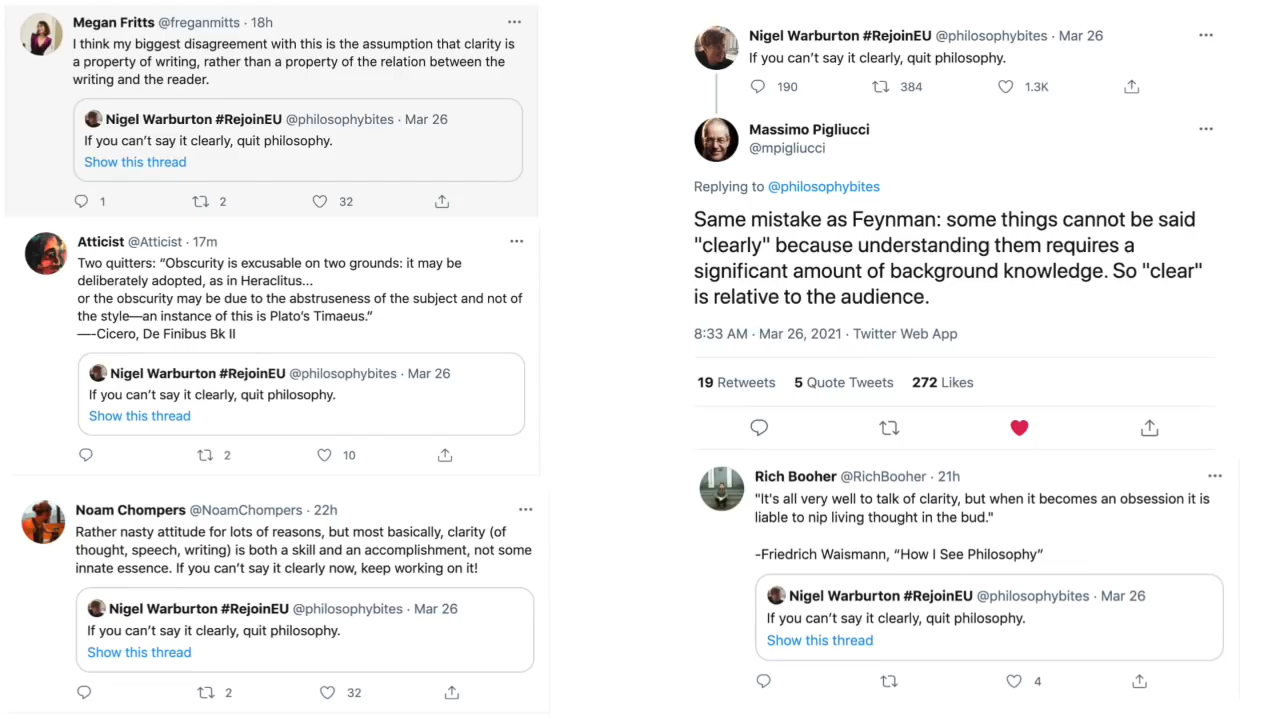 Megan Fritts @freganmitts · 18h
I think my biggest disagreement with this is the assumption that clarity is
a property of writing, rather than a property of the relation between the
writing and the reader.
Nigel Warburton #RejoinEU @philosophybites · Mar 26
If you can’t say it clearly, quit philosophy.
Show this thread
1 2 32
Atticist @Atticist · 17m
Two quitters: “Obscurity is excusable on two grounds: it may be
deliberately adopted, as in Heraclitus...
or the obscurity may be due to the abstruseness of the subject and not of
the style—an instance of this is Plato’s Timaeus.”
—-Cicero, De Finibus Bk II
Nigel Warburton #RejoinEU @philosophybites · Mar 26
If you can’t say it clearly, quit philosophy.
Show this thread
2 10
Noam Chompers @NoamChompers · 22h
Rather nasty attitude for lots of reasons, but most basically, clarity (of
thought, speech, writing) is both a skill and an accomplishment, not some
innate essence. If you can’t say it clearly now, keep working on it!
Nigel Warburton #RejoinEU @philosophybites · Mar 26
If you can’t say it clearly, quit philosophy.
Show this thread
2 32
Nigel Warburton #RejoinEU @philosophybites · Mar 26
If you can’t say it clearly, quit philosophy.
190 384 1.3K
Massimo Pigliucci
@mpigliucci
Replying to @philosophybites
Same mistake as Feynman: some things cannot be said
"clearly" because understanding them requires a
significant amount of background knowledge. So "clear"
is relative to the audience.
8:33 AM · Mar 26, 2021 · Twitter Web App
19 Retweets 5 Quote Tweets 272 Likes
Rich Booher @RichBooher · 21h
"It's all very well to talk of clarity, but when it becomes an obsession it is
liable to nip living thought in the bud."
-Friedrich Waismann, “How I See Philosophy”
Nigel Warburton #RejoinEU @philosophybites · Mar 26
If you can’t say it clearly, quit philosophy.
Show this thread
4